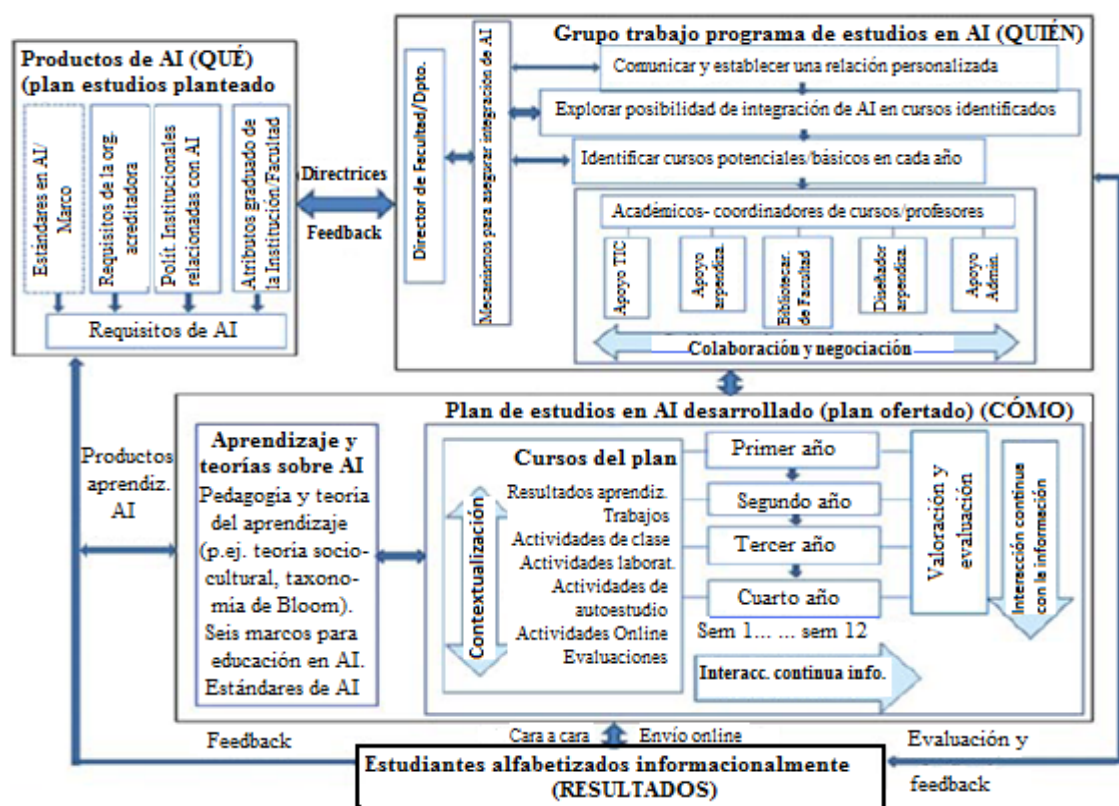 Productos de AI (QUÉ)
(plan estudios planteado
Estándares en AI/
Marco
Requisitos de la org.
acreditadora
Polít. Institucionales
relacionadas con AI
Atributos graduado de
la Institución/Facultad
Requisitos de AI
Directrices
Feedback
Grupo trabajo programa de estudios en AI (QUIÉN)
Director de Facultad/Dpto.
Mecanismos para asegurar integración de AI
Comunicar y establecer una relación personalizada
Explorar posibilidad de integración de AI en cursos identificados
Identificar cursos potenciales/básicos en cada año
Académicos- coordinadores de cursos/profesores
Apoyo TIC
Apoyo
arpendiza.
Bibliotecar.
de Facultad
Diseñador
arpendiza.
Apoyo
Admin.
Colaboración y negociación
Plan de estudios en AI desarrollado (plan ofertado) (CÓMO)
Productos
aprendiz.
AI
Aprendizaje y
teorías sobre AI
Pedagogia y teoria
del aprendizaje
(p.ej. teoría socio-
cultural, taxono-
mia de Bloom).
Seis marcos para
educación en AI.
Estándares de AI
Contextualización
Cursos del plan
Resultados aprendiz.
Trabajos
Actividades de clase
Actividades laborat.
Actividades de
autoestudio
Actividades Online
Evaluaciones
Primer año
Segundo año
Tercer año
Cuarto año
Sem 1... ... sem 12
Interacc. continua info.
Valoración y
evaluación
Interacción continue
con la información
Feedback
Cara a cara
Envío online
Evaluación y
feedback
Estudiantes alfabetizados informacionalmente
(RESULTADOS)